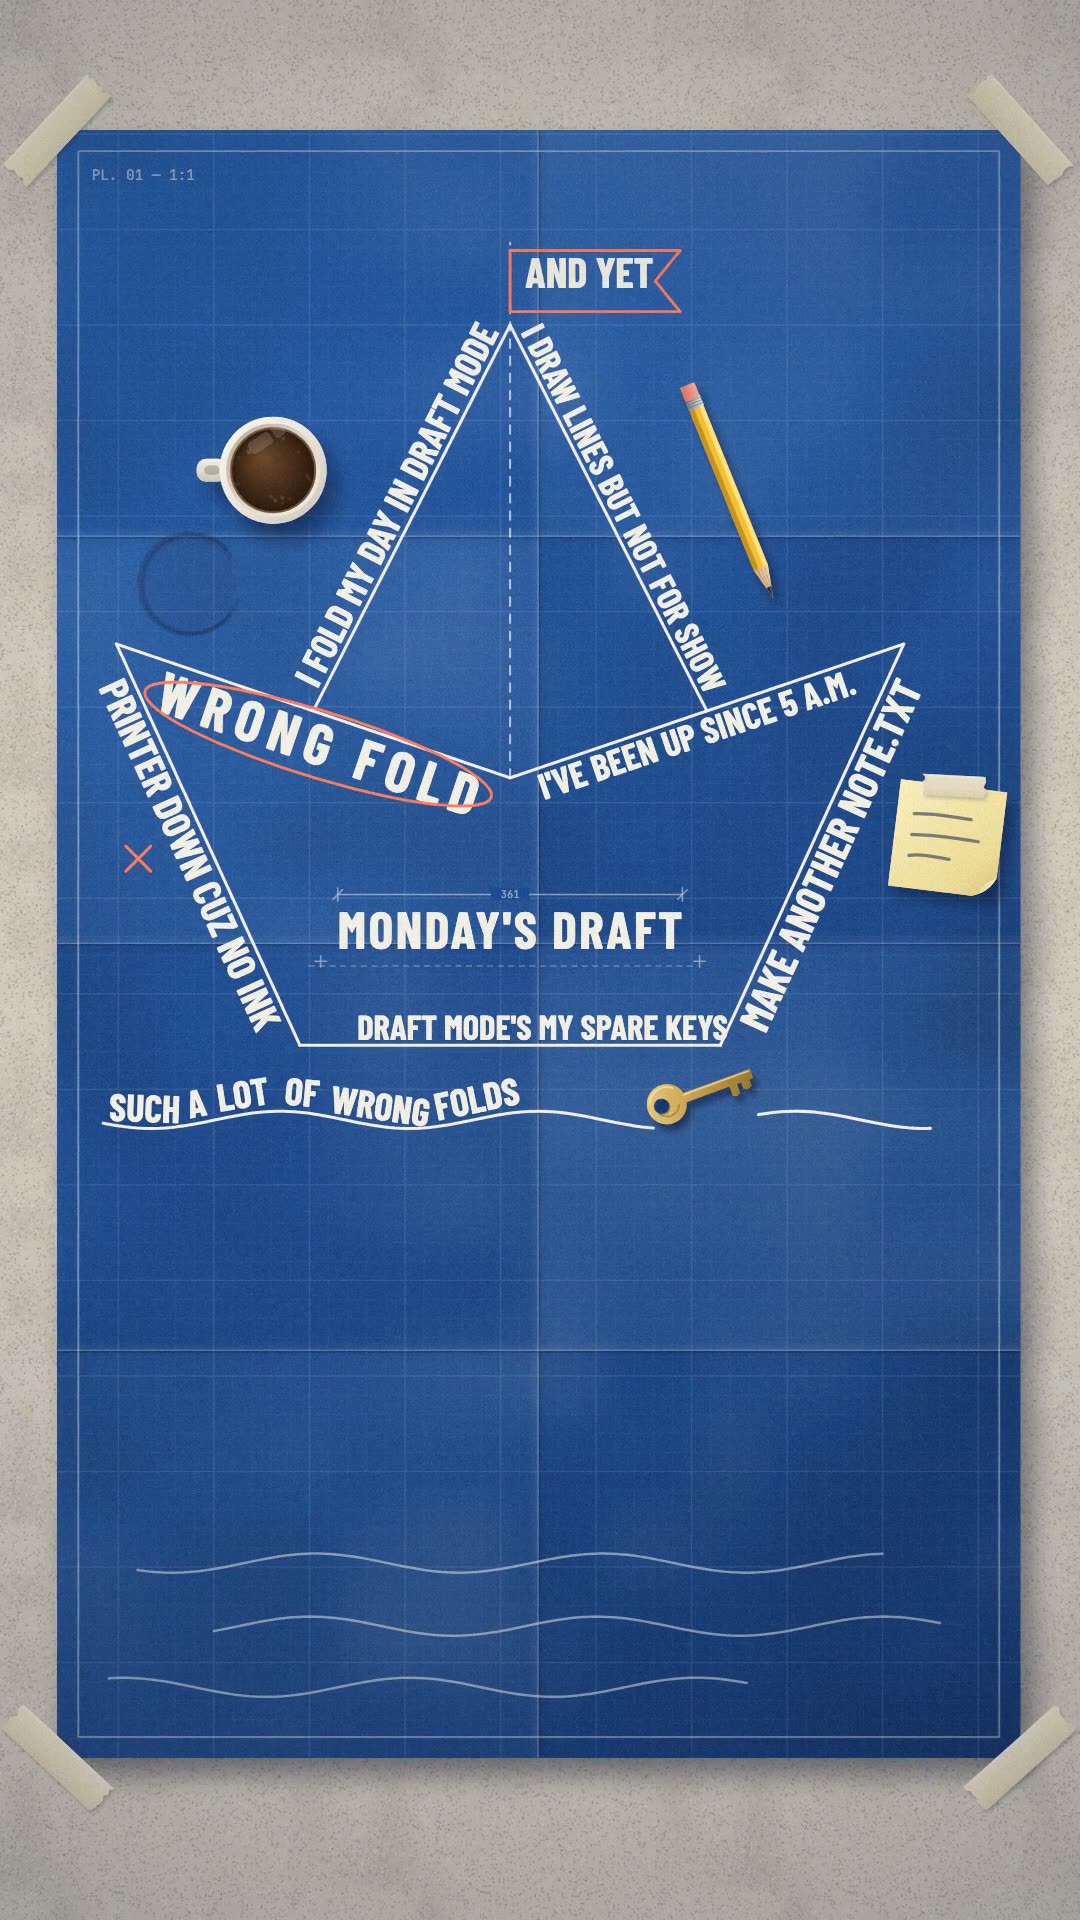 PL. 01 — 1:1
AND YET
I FOLD MY DAY IN DRAFT MODE
I DRAW LINES BUT NOT FOR SHOW
WRONG FOLD
I'VE BEEN UP SINCE 5 A.M.
PRINTER DOWN CUZ NO INK
MAKE ANOTHER NOTE.TXT
361
MONDAY'S DRAFT
DRAFT MODE'S MY SPARE KEYS
SUCH A LOT OF WRONG FOLDS